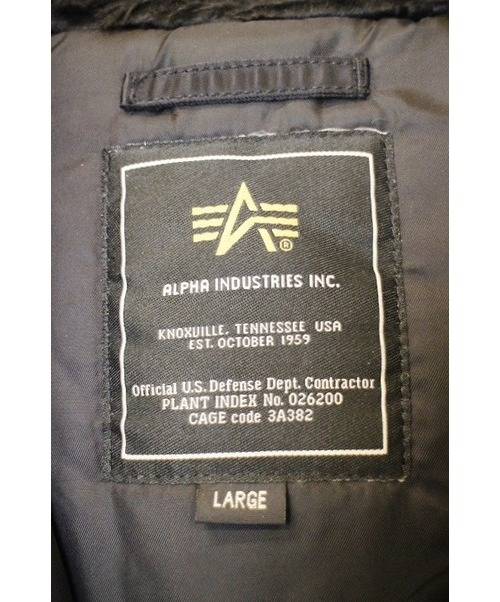 ®
ALPHA INDUSTRIES INC.
KNOXUILLE, TENNESSEE USA
EST. OCTOBER 1959
Official U.S. Defense Dept. Contractor
PLANT INDEX No. 026200
CAGE code 3A382
LARGE